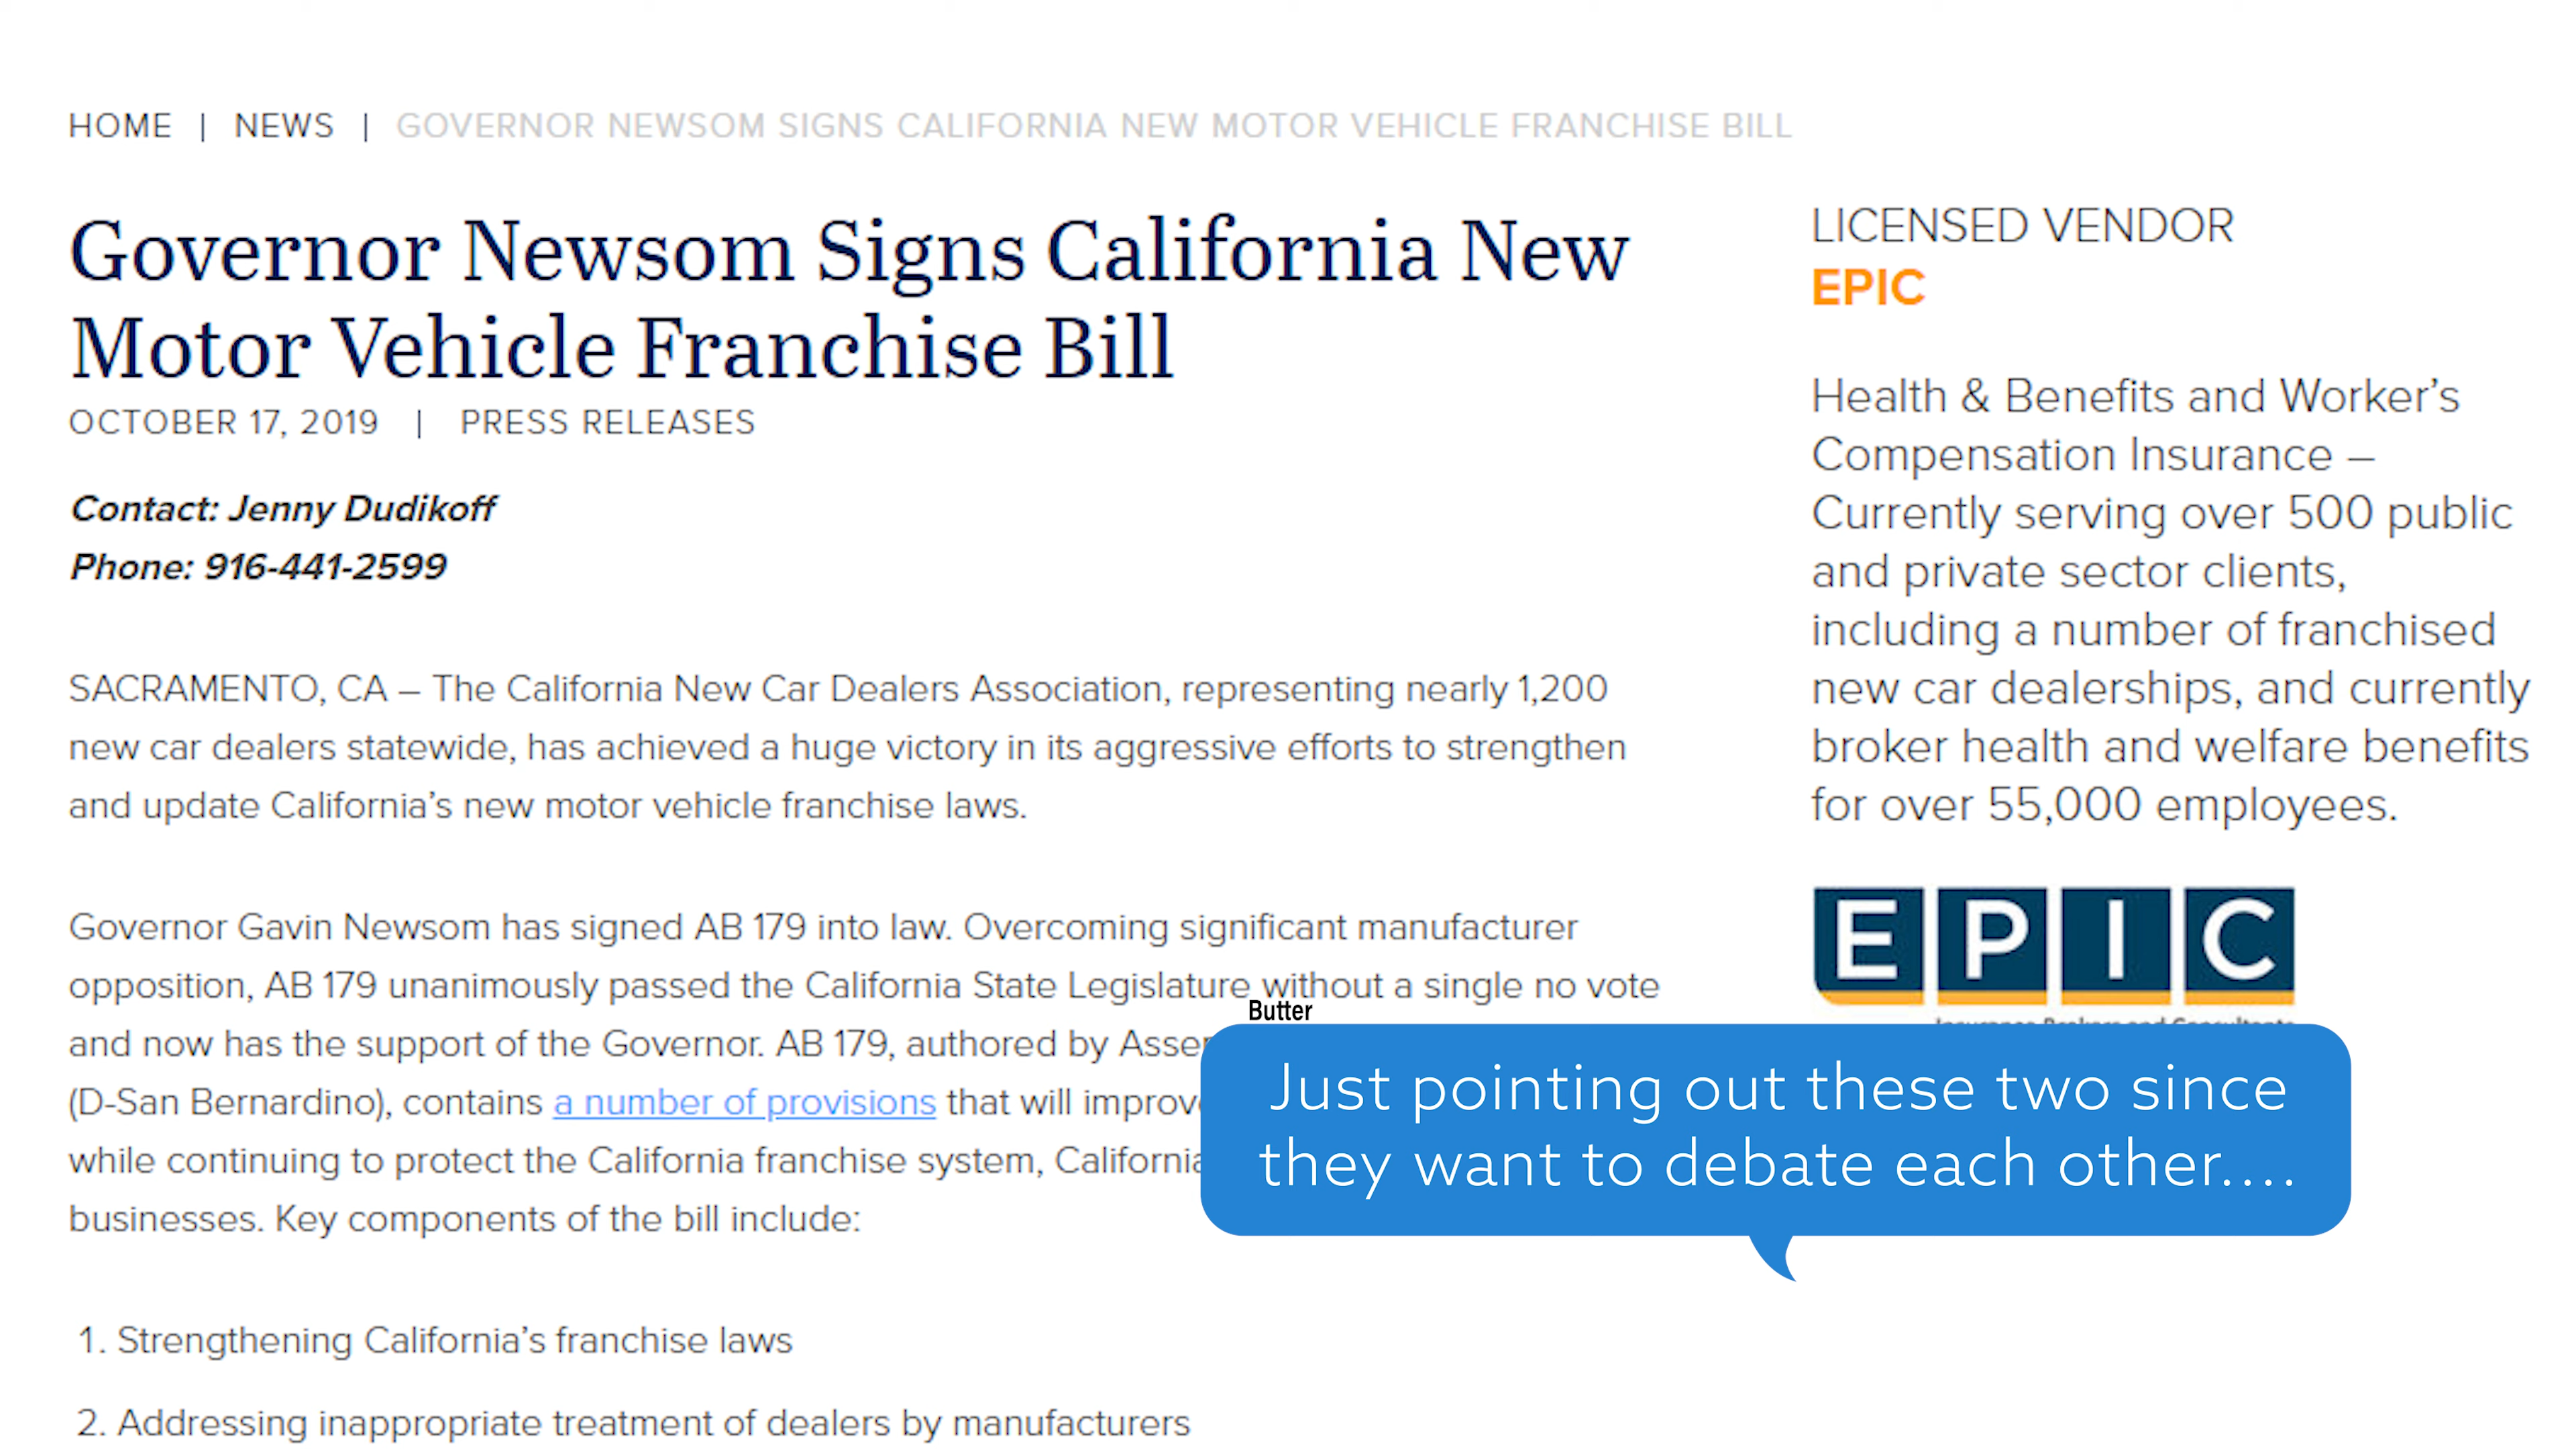 HOME | NEWS | GOVERNOR NEWSOM SIGNS CALIFORNIA NEW MOTOR VEHICLE FRANCHISE BILL
Governor Newsom Signs California New
Motor Vehicle Franchise Bill
OCTOBER 17, 2019 | PRESS RELEASES
Contact: Jenny Dudikoff
Phone: 916-441-2599
SACRAMENTO, CA – The California New Car Dealers Association, representing nearly 1,200
new car dealers statewide, has achieved a huge victory in its aggressive efforts to strengthen
and update California’s new motor vehicle franchise laws.
Governor Gavin Newsom has signed AB 179 into law. Overcoming significant manufacturer
opposition, AB 179 unanimously passed the California State Legislature without a single no vote
and now has the support of the Governor. AB 179, authored by
(D-San Bernardino), contains a number of provisions that will
while continuing to protect the California franchise system,
businesses. Key components of the bill include:
1. Strengthening California’s franchise laws
2. Addressing inappropriate treatment of dealers by manufacturers
LICENSED VENDOR
EPIC
Health & Benefits and Worker’s
Compensation Insurance –
Currently serving over 500 public
and private sector clients,
including a number of franchised
new car dealerships, and currently
broker health and welfare benefits
for over 55,000 employees.
EPIC
Butter
Just pointing out these two since
they want to debate each other....